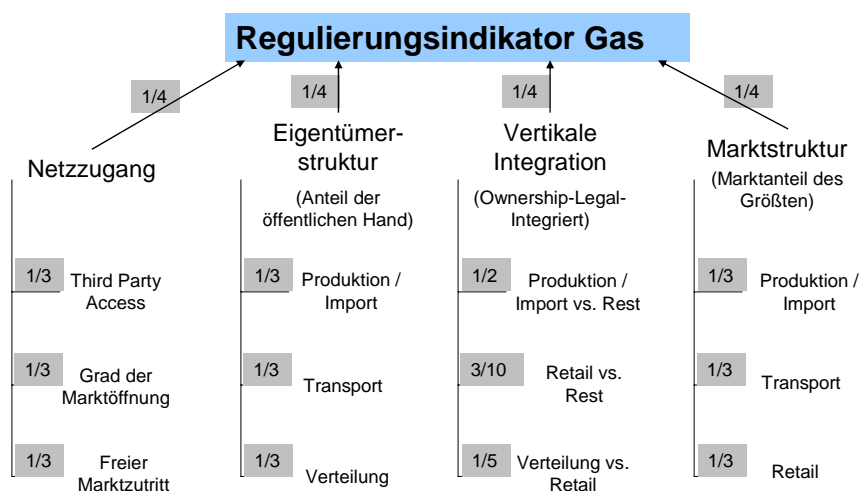 Regulierungsindikator Gas
1/4
1/4
1/4
1/4
Netzzugang
1/3
Third Party
Access
1/3
Grad der
Marktöffnung
1/3
Freier
Marktzutritt
Eigentümer-
struktur
(Anteil der
öffentlichen Hand)
1/3
Produktion /
Import
1/3
Transport
1/3
Verteilung
Vertikale
Integration
(Ownership-Legal-
Integriert)
1/2
Produktion /
Import vs. Rest
3/10
Retail vs.
Rest
1/5
Verteilung vs.
Retail
Marktstruktur
(Marktanteil des
Größten)
1/3
Produktion /
Import
1/3
Transport
1/3
Retail